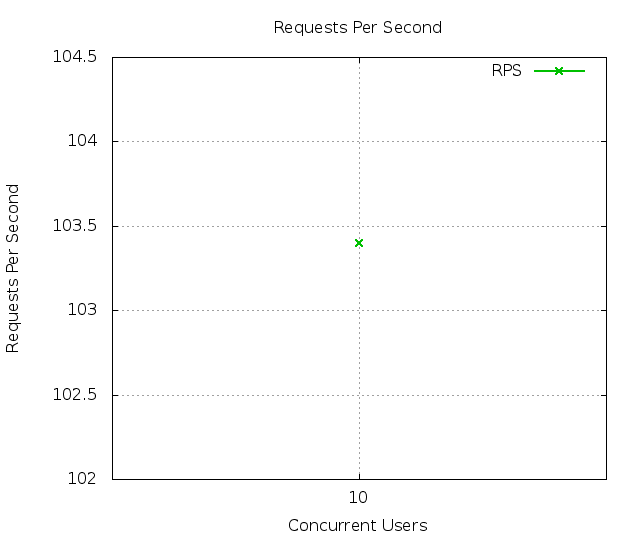 Requests Per Second
104.5
RPS
104
103.5
103
102.5
102
Requests Per Second
10
Concurrent Users